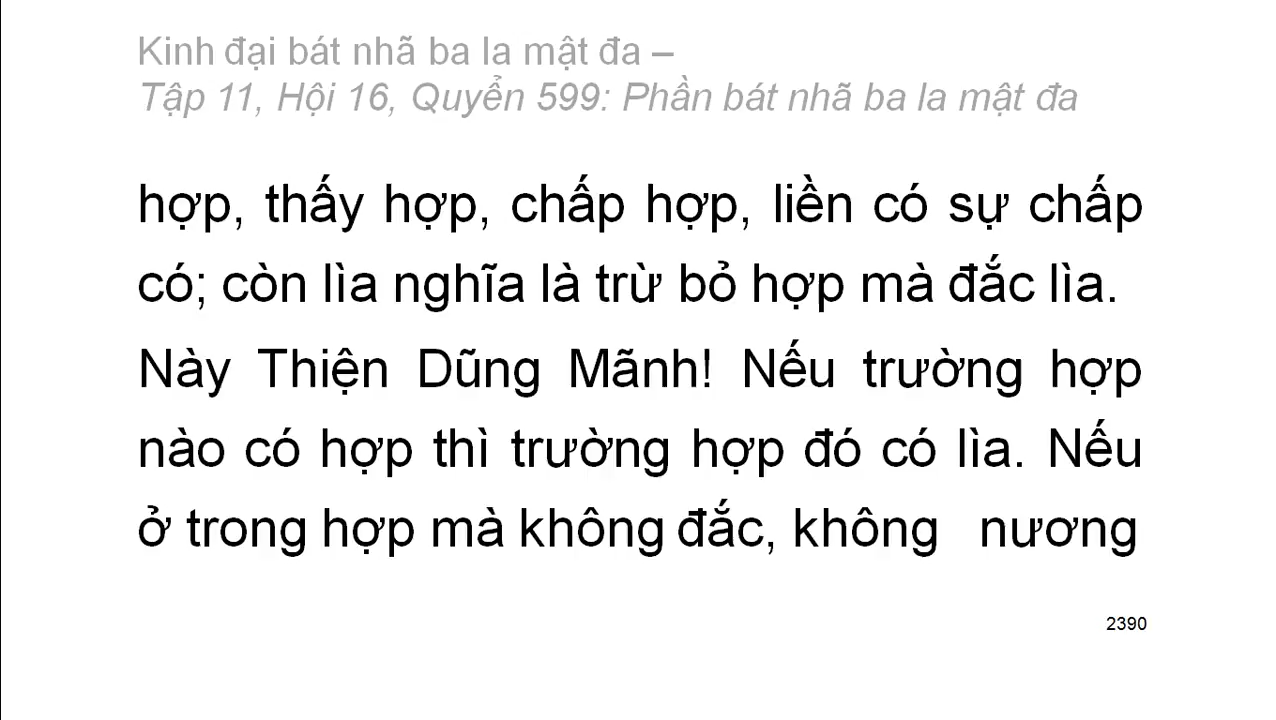 Kinh đại bát nhã ba la mật đa –
Tập 11, Hội 16, Quyển 599: Phần bát nhã ba la mật đa
hợp, thấy hợp, chấp hợp, liền có sự chấp
có; còn lìa nghĩa là trừ bỏ hợp mà đắc lìa.
Này Thiện Dũng Mãnh! Nếu trường hợp
nào có hợp thì trường hợp đó có lìa. Nếu
ở trong hợp mà không đắc, không nương
2390